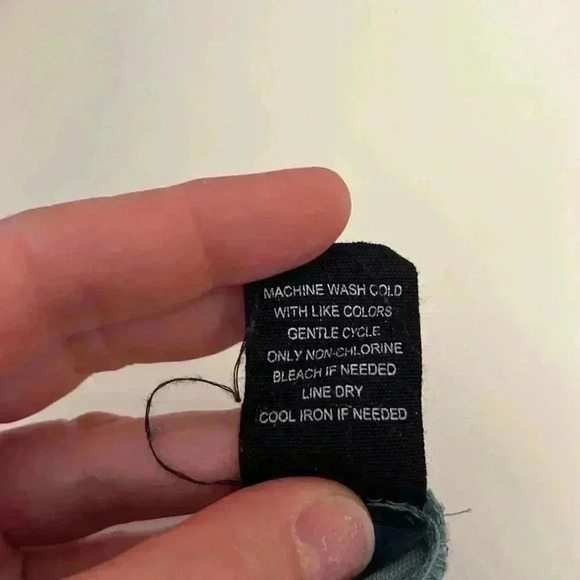 MACHINE WASH COLD
WITH LIKE COLORS
GENTLE CYCLE
ONLY NON-CHLORINE
BLEACH IF NEEDED
LINE DRY
COOL IRON IF NEEDED